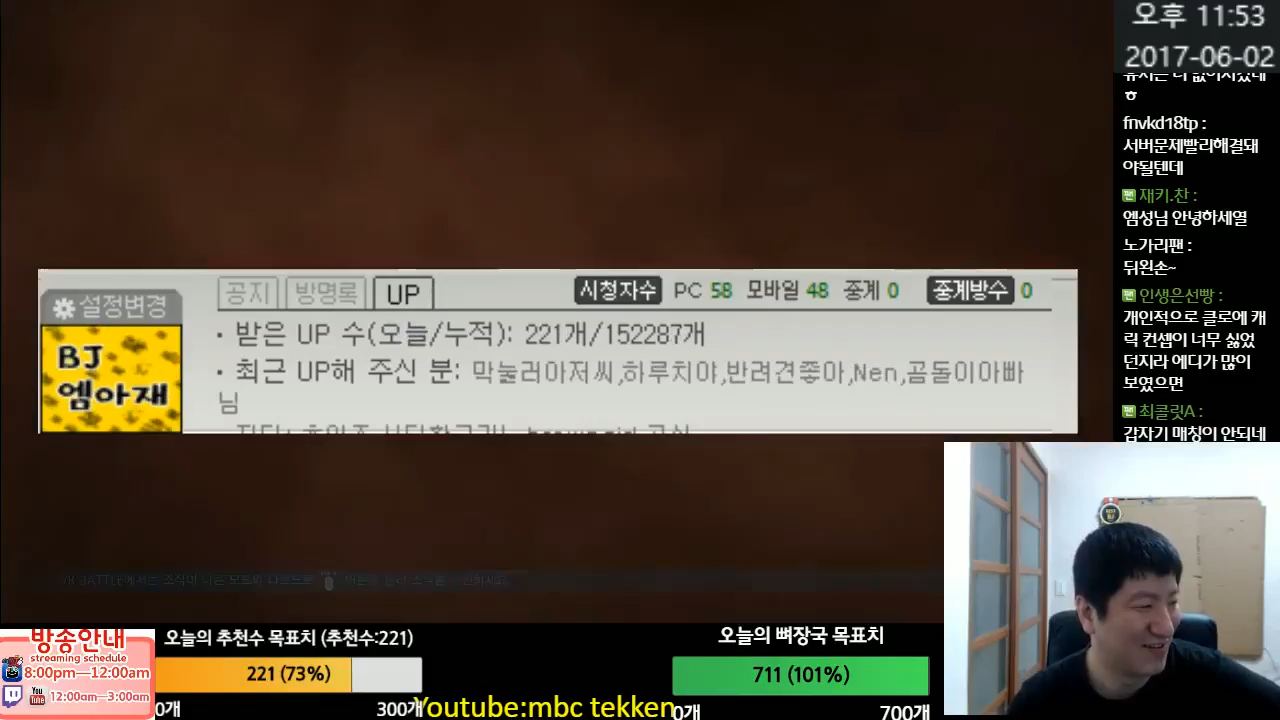 오후 11:53
2017-06-02
ㅎ
fnvkd18tp :
서버문제빨리해결돼
야될텐데
팬 재키.찬 :
엠성님 안녕하세열
노가리팬 :
뒤왼손~
팬 인생은선빵 :
개인적으로 클로에 캐
릭 컨셉이 너무 싫었
던지라 에디가 많이
보였으면
팬 최콜릿A :
갑자기 매칭이 안되네
설정변경
공지 방명록 UP
시청자수 PC 58 모바일 48 중계 0 중계방수 0
BJ
엠아재
· 받은 UP 수(오늘/누적): 221개/152287개
· 최근 UP해 주신 분: 막눌러아저씨,하루치야,반려견좋아,Nen,곰돌이아빠
님
방송안내
streaming schedule
8:00pm—12:00am
You Tube 12:00am—3:00am
오늘의 추천수 목표치 (추천수:221)
221 (73%)
0개 300개
Youtube:mbc tekken
오늘의 뼈장국 목표치
711 (101%)
0개 700개